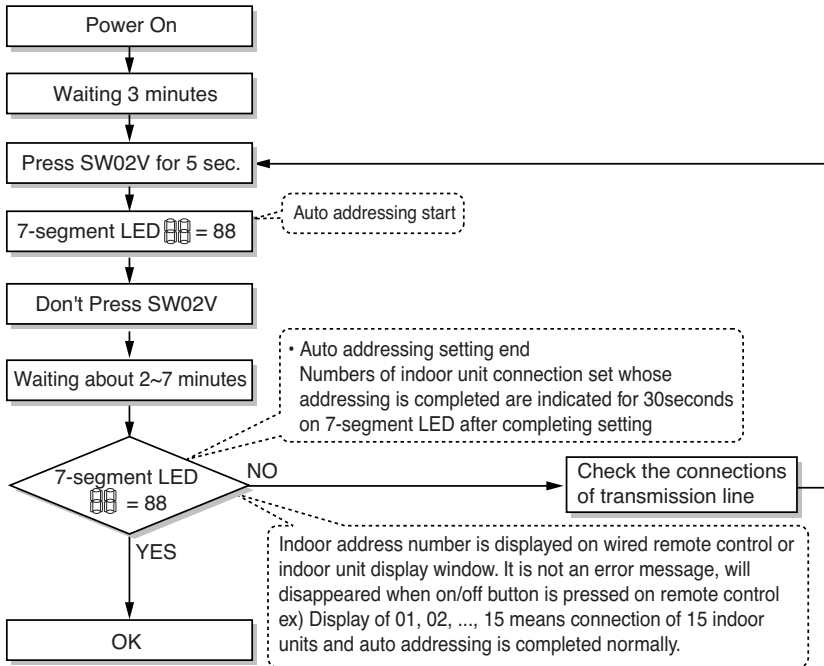 Power On
Waiting 3 minutes
Press SW02V for 5 sec.
7-segment LED 88 = 88
Auto addressing start
Don't Press SW02V
Waiting about 2~7 minutes
• Auto addressing setting end
Numbers of indoor unit connection set whose
addressing is completed are indicated for 30seconds
on 7-segment LED after completing setting
7-segment LED
88 = 88
NO
Check the connections
of transmission line
YES
Indoor address number is displayed on wired remote control or
indoor unit display window. It is not an error message, will
disappeared when on/off button is pressed on remote control
ex) Display of 01, 02, ..., 15 means connection of 15 indoor
units and auto addressing is completed normally.
OK